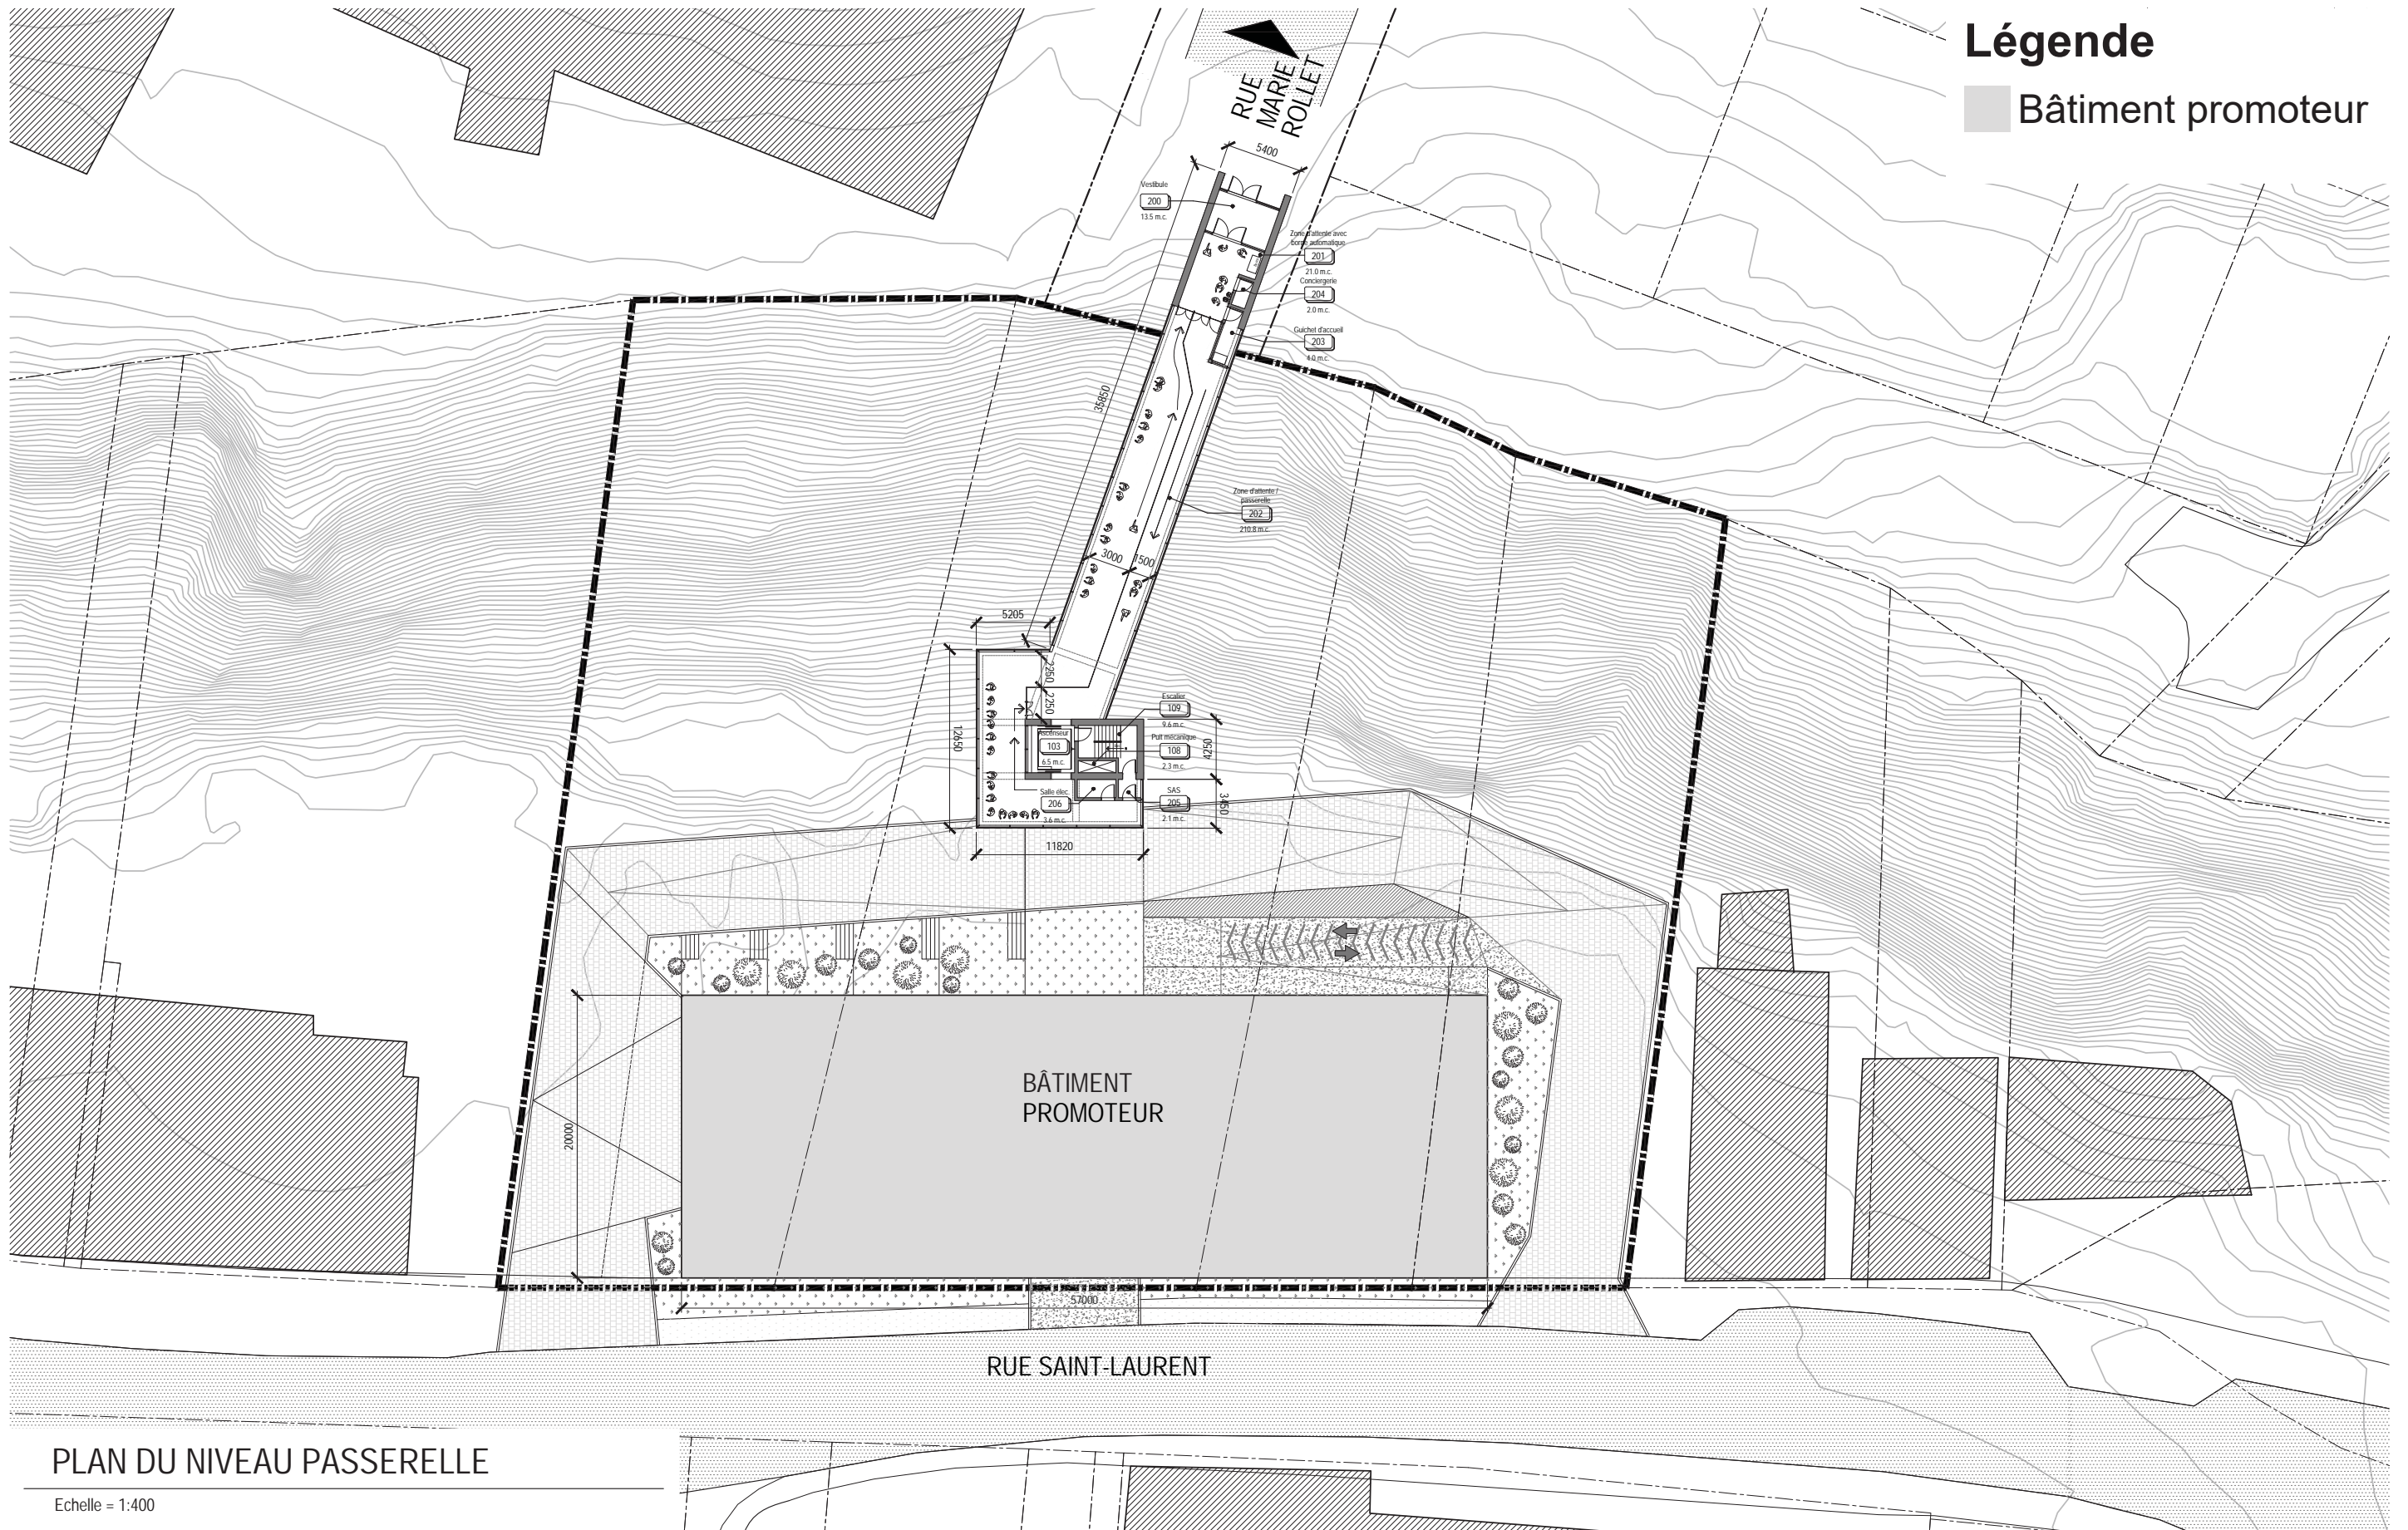 Légende
Bâtiment promoteur
RUE
MARIE
ROLLET
5400
Vestibule
200
13.5 m.c.
Zone d'attente avec
borne automatique
201
21.0 m.c.
Conciergerie
204
2.0 m.c.
Guichet d'accueil
203
4.0 m.c.
35850
Zone d'attente /
passerelle
202
210.8 m.c.
3000
1500
5205
2250
2250
12650
Escalier
109
9.6 m.c.
Ascenseur
103
6.5 m.c.
Puit mécanique
108
2.3 m.c.
4250
Salle élec.
206
3.6 m.c.
SAS
205
2.1 m.c.
3450
11820
BÂTIMENT
PROMOTEUR
20000
57000
RUE SAINT-LAURENT
PLAN DU NIVEAU PASSERELLE
Echelle = 1:400